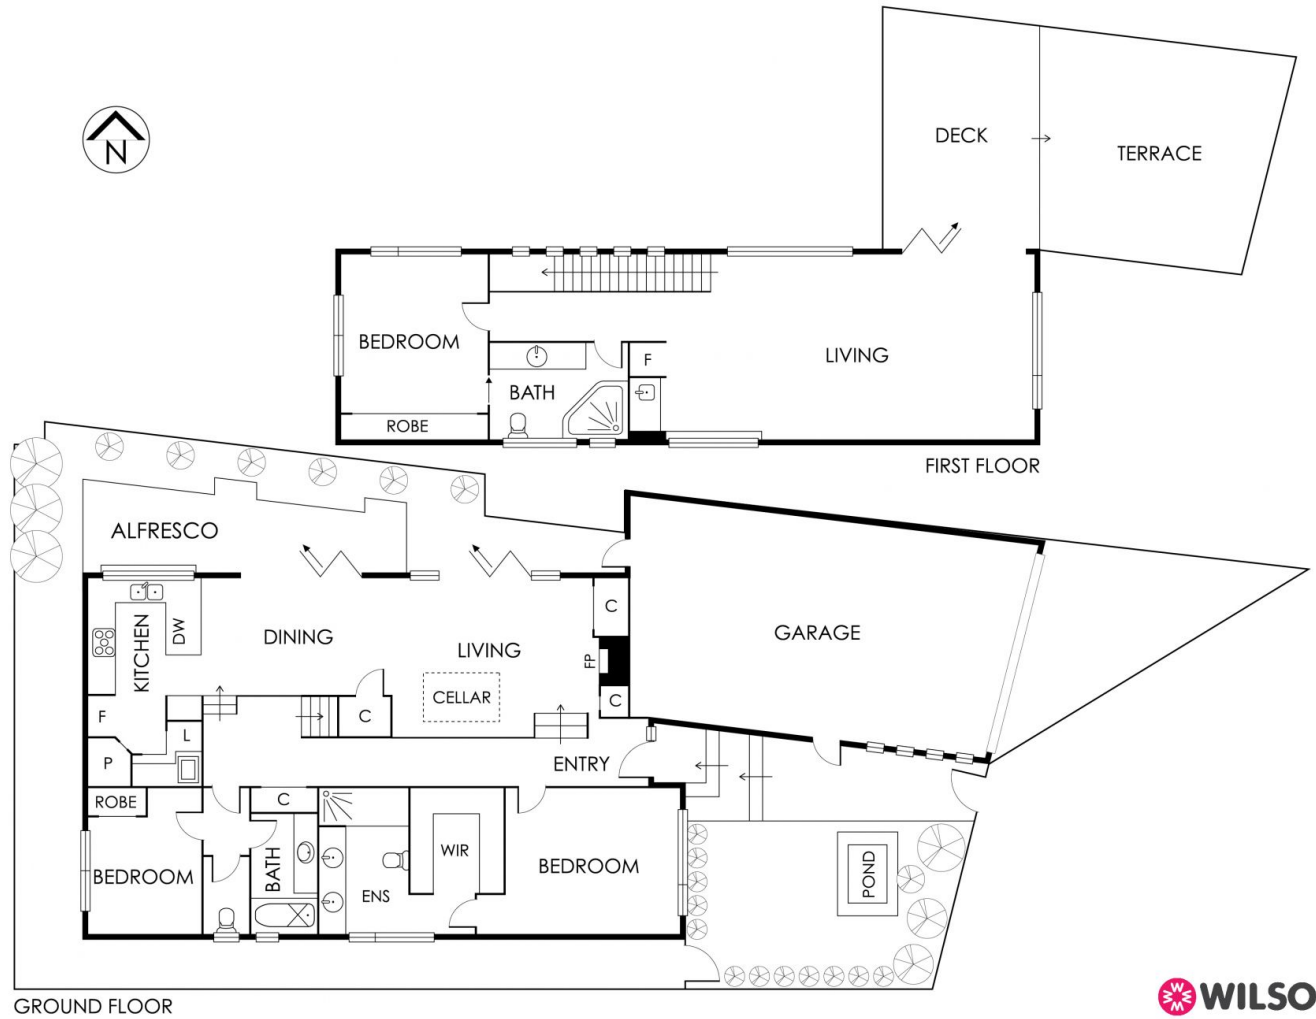 N
DECK
TERRACE
BEDROOM
F
LIVING
BATH
ROBE
FIRST FLOOR
ALFRESCO
C
KITCHEN
DW
DINING
LIVING
FP
GARAGE
CELLAR
C
F
C
L
P
ENTRY
ROBE
C
WIR
BEDROOM
BATH
ENS
BEDROOM
POND
GROUND FLOOR
WILSO